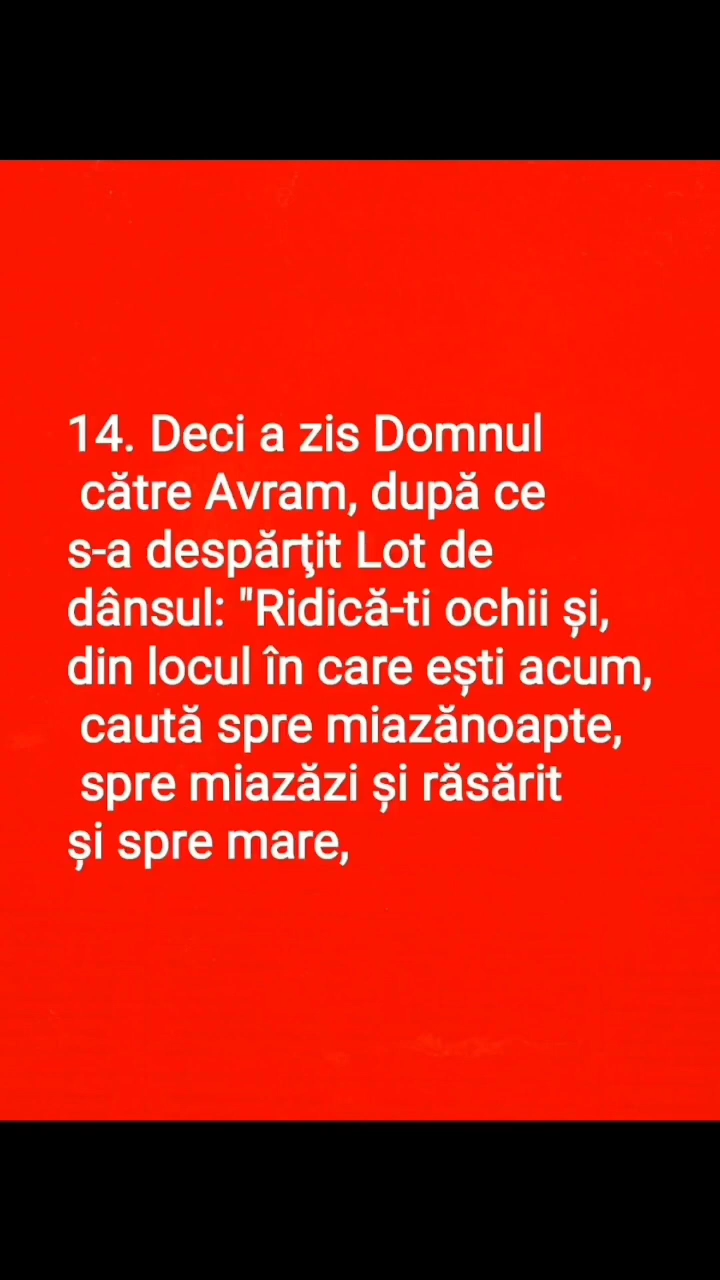 14. Deci a zis Domnul
către Avram, după ce
s-a despărţit Lot de
dânsul: "Ridică-ti ochii și,
din locul în care ești acum,
caută spre miazănoapte,
spre miazăzi și răsărit
și spre mare,